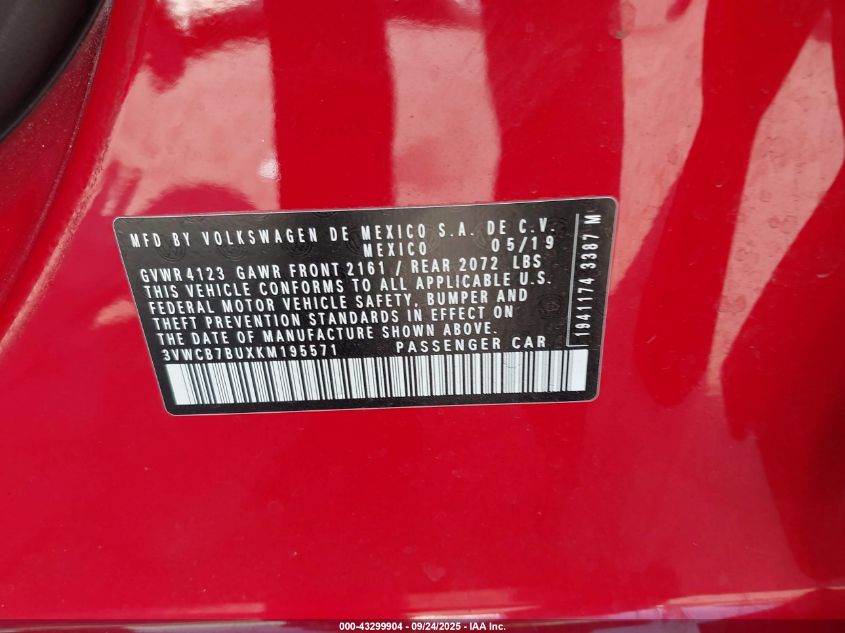 MFD BY VOLKSWAGEN DE MEXICO S.A. DE C.V.
MEXICO 05/19
GVWR 4123 GAWR FRONT 2161 / REAR 2072 LBS
THIS VEHICLE CONFORMS TO ALL APPLICABLE U.S.
FEDERAL MOTOR VEHICLE SAFETY, BUMPER AND
THEFT PREVENTION STANDARDS IN EFFECT ON
THE DATE OF MANUFACTURE SHOWN ABOVE.
3VWCB7BUXKM195571 PASSENGER CAR
1941174 3387 M
000-43299904 - 09/24/2025 - IAA Inc.